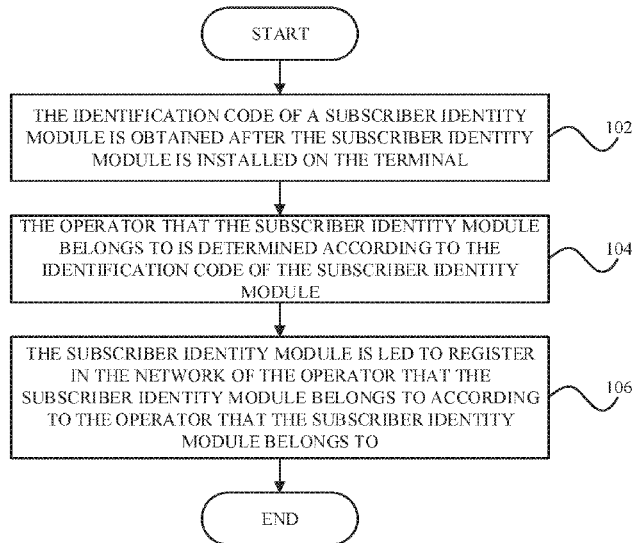 START
THE IDENTIFICATION CODE OF A SUBSCRIBER IDENTITY
MODULE IS OBTAINED AFTER THE SUBSCRIBER IDENTITY
MODULE IS INSTALLED ON THE TERMINAL
102
THE OPERATOR THAT THE SUBSCRIBER IDENTITY MODULE
BELONGS TO IS DETERMINED ACCORDING TO THE
IDENTIFICATION CODE OF THE SUBSCRIBER IDENTITY
MODULE
104
THE SUBSCRIBER IDENTITY MODULE IS LED TO REGISTER
IN THE NETWORK OF THE OPERATOR THAT THE
SUBSCRIBER IDENTITY MODULE BELONGS TO ACCORDING
TO THE OPERATOR THAT THE SUBSCRIBER IDENTITY
MODULE BELONGS TO
106
END